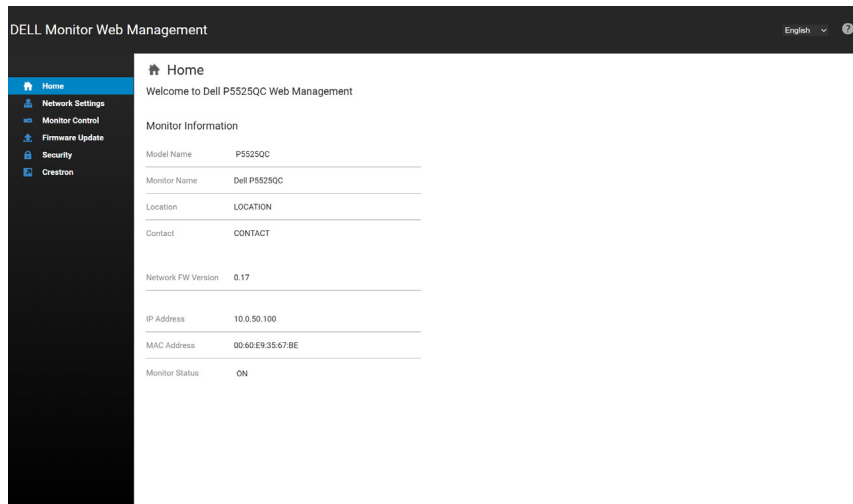 DELL Monitor Web Management
English
?
Home
Network Settings
Monitor Control
Firmware Update
Security
Crestron
Home
Welcome to Dell P5525QC Web Management
Monitor Information
Model Name P5525QC
Monitor Name Dell P5525QC
Location LOCATION
Contact CONTACT
Network FW Version 0.17
IP Address 10.0.50.100
MAC Address 00:60:E9:35:67:BE
Monitor Status ON